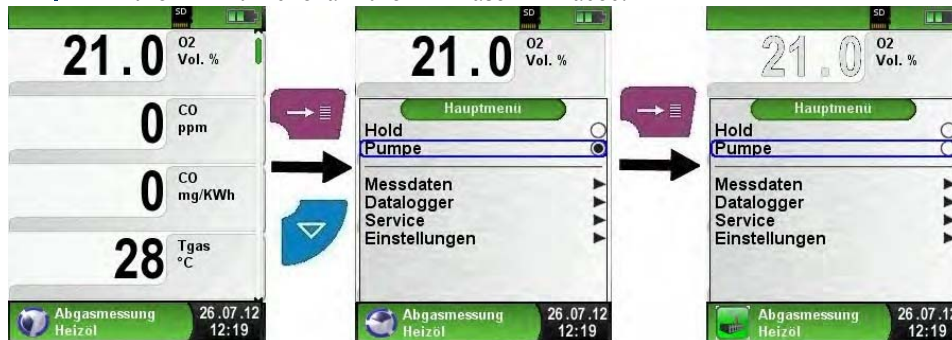 SD
21.0 O2 Vol. %
0 CO ppm
0 CO mg/KWh
28 Tgas °C
Abgasmessung Heizöl
26.07.12 12:19
SD
21.0 O2 Vol. %
Hauptmenü
Hold
Pumpe
Messdaten
Datalogger
Service
Einstellungen
Abgasmessung Heizöl
26.07.12 12:19
SD
21.0 O2 Vol. %
Hauptmenü
Hold
Pumpe
Messdaten
Datalogger
Service
Einstellungen
Abgasmessung Heizöl
26.07.12 12:19